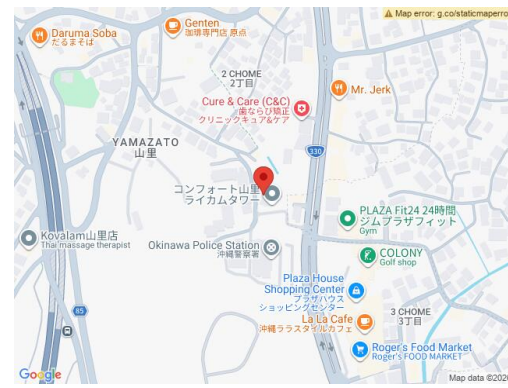 Map error: g.co/staticmaperro
Genten
珈琲専門店 原点
Daruma Soba
だるまそば
2 CHOME
2丁目
Mr. Jerk
Cure & Care (C&C)
歯ならび矯正
クリニックキュア&ケア
YAMAZATO
山里
330
コンフォート山里
ライカムタワー
PLAZA Fit24 24時間
ジムプラザフィット
Gym
Kovalam山里店
Thai massage therapist
Okinawa Police Station
沖縄警察署
COLONY
Golf shop
Plaza House
Shopping Center
プラザハウス
ショッピングセンター
85
3 CHOME
3丁目
La La Cafe
沖縄ララスタイルカフェ
Roger's Food Market
Roger's FOOD MARKET
Google
Map data ©2026